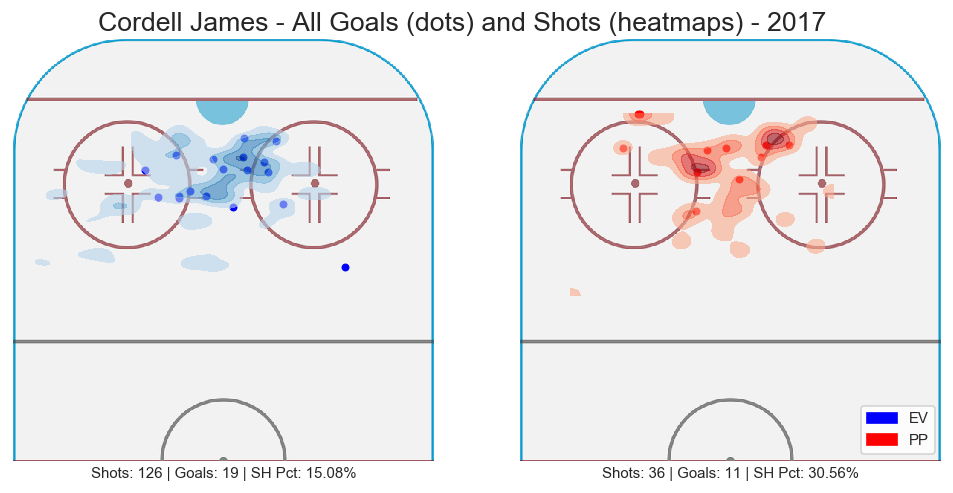 Cordell James - All Goals (dots) and Shots (heatmaps) - 2017
EV
PP
Shots: 126 | Goals: 19 | SH Pct: 15.08%
Shots: 36 | Goals: 11 | SH Pct: 30.56%